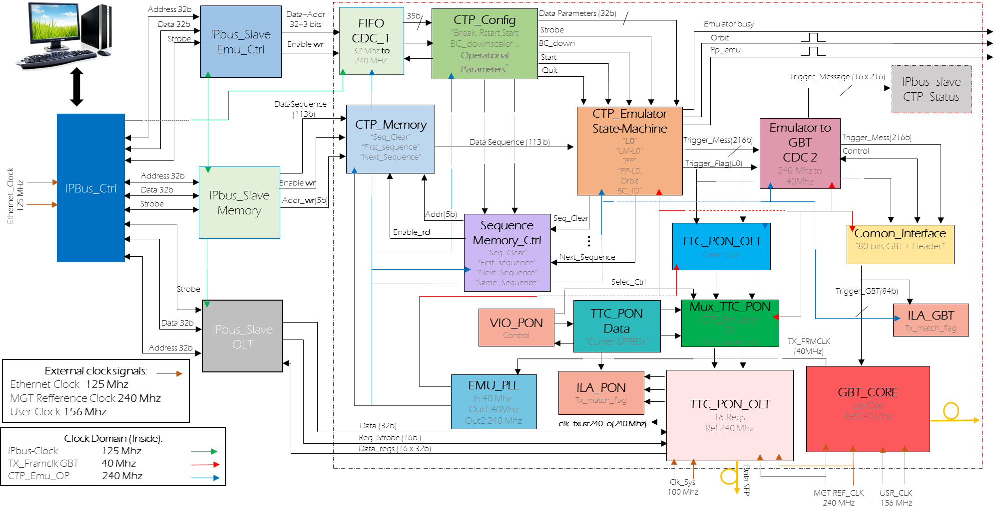 Address 32b
Data 32b
Strobe
IPbus_Slave
Emu_Ctrl
Data+Addr
32+3 bits
Enable wr
FIFO
CDC_1
32 Mhz to
240 MHZ
35b
CTP_Config
“Break, Rstart,Start
BC_downscaler ...
Operational
Parameters”
Data Parameters (32b)
Strobe
BC_down
Start
Quit
Emulator busy
Orbit
Pp_emu
Trigger_Message (16 x 216)
IPbus_slave
CTP_Status
DataSequence
(113b)
CTP_Memory
“Seq_Clear”
“First_sequence”
“Next_Sequence”
Data Sequence (113 b)
CTP_Emulator
State-Machine
“L0”
“LM-L0”
“PP”
“PP-L0,
Orbit
BC_ID”
Trigger_Mess(216b)
Trigger_Flag(L0)
Emulator to
GBT
CDC 2
240 Mhz to
40Mhz
Trigger_Mess(216b)
Control
Ethernet_Clock
125 MHz
IPBus_Ctrl
Address 32b
Data 32b
Strobe
IPbus_Slave
Memory
Enable wr
Addr_wr(5b)
Addr(5b)
Enable_rd
Sequence
Memory_Ctrl
“Seq_Clear”
“First_sequence”
“Next_Sequence”
“Same_Sequence”
Seq_Clear
Next_Sequence
TTC_PON_OLT
Gear-box
Comon_Interface
“80 bits GBT + Header”
Selec_Ctrl
Trigger_GBT(84b)
Strobe
Data 32b
Address 32b
IPbus_Slave
OLT
VIO_PON
Control
TTC_PON
Data
“Cunter &PRBSx”
Mux_TTC_PON
CTP_Emulator
Or
ILA_GBT
Tx_match_flag
TX_FRMCLK
(40MHz)
External clock signals:
Ethernet Clock 125 Mhz
MGT Refference Clock 240 Mhz
User Clock 156 Mhz
EMU_PLL
In:40 Mhz.
Out1:40Mhz
Out2:240 Mhz
ILA_PON
Tx_match_flag
clk_txusr240_o(240 Mhz).
TTC_PON_OLT
16 Regs
Ref:240 Mhz
GBT_CORE
Lat-Opt
Ref:240 Mhz
Data (32b)
Reg_Strobe (16b )
Data_regs (16 x 32b)
Clock Domain (Inside):
IPbus-Clock 125 Mhz
TX_Framclk GBT 40 Mhz
CTP_Emu_OP 240 Mhz
Clk_Sys
100 Mhz
Data SFP
MGT REF_CLK
240 MHz
USR_CLK
156 MHz